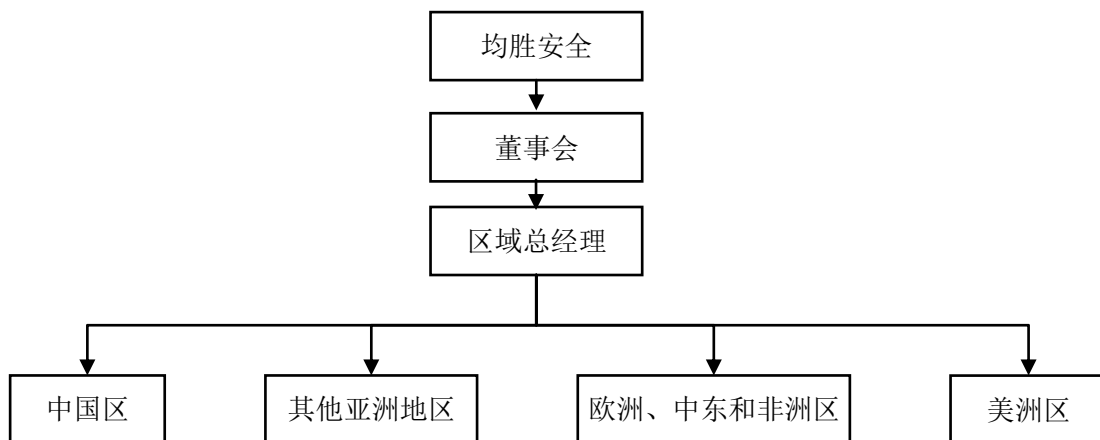 均胜安全
董事会
区域总经理
中国区
其他亚洲地区
欧洲、中东和非洲区
美洲区